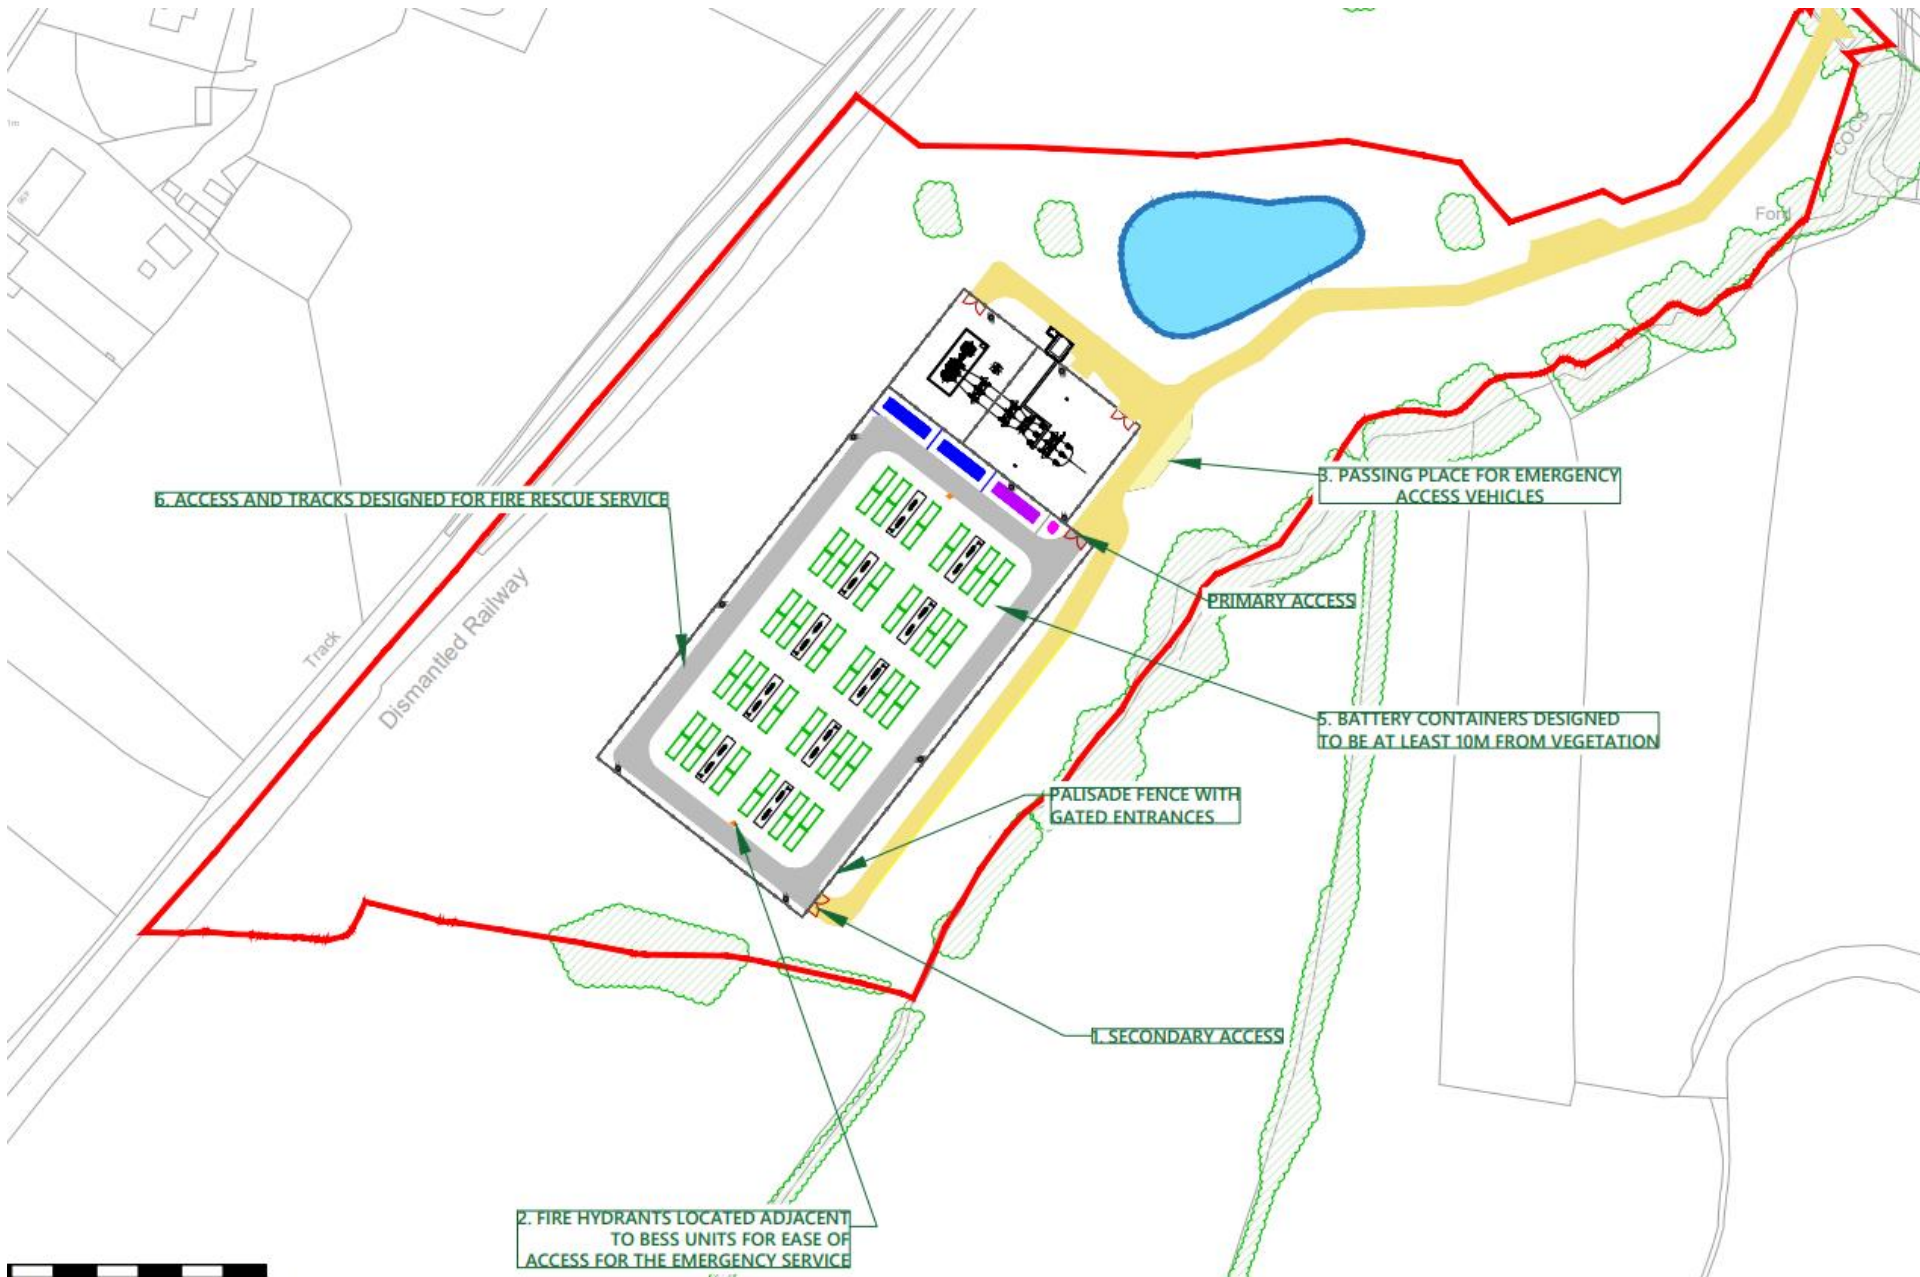 1m
COCS
Ford
3. PASSING PLACE FOR EMERGENCY
ACCESS VEHICLES
6. ACCESS AND TRACKS DESIGNED FOR FIRE RESCUE SERVICE
PRIMARY ACCESS
Track
Dismantled Railway
5. BATTERY CONTAINERS DESIGNED
TO BE AT LEAST 10M FROM VEGETATION
PALISADE FENCE WITH
GATED ENTRANCES
1. SECONDARY ACCESS
2. FIRE HYDRANTS LOCATED ADJACENT
TO BESS UNITS FOR EASE OF
ACCESS FOR THE EMERGENCY SERVICE